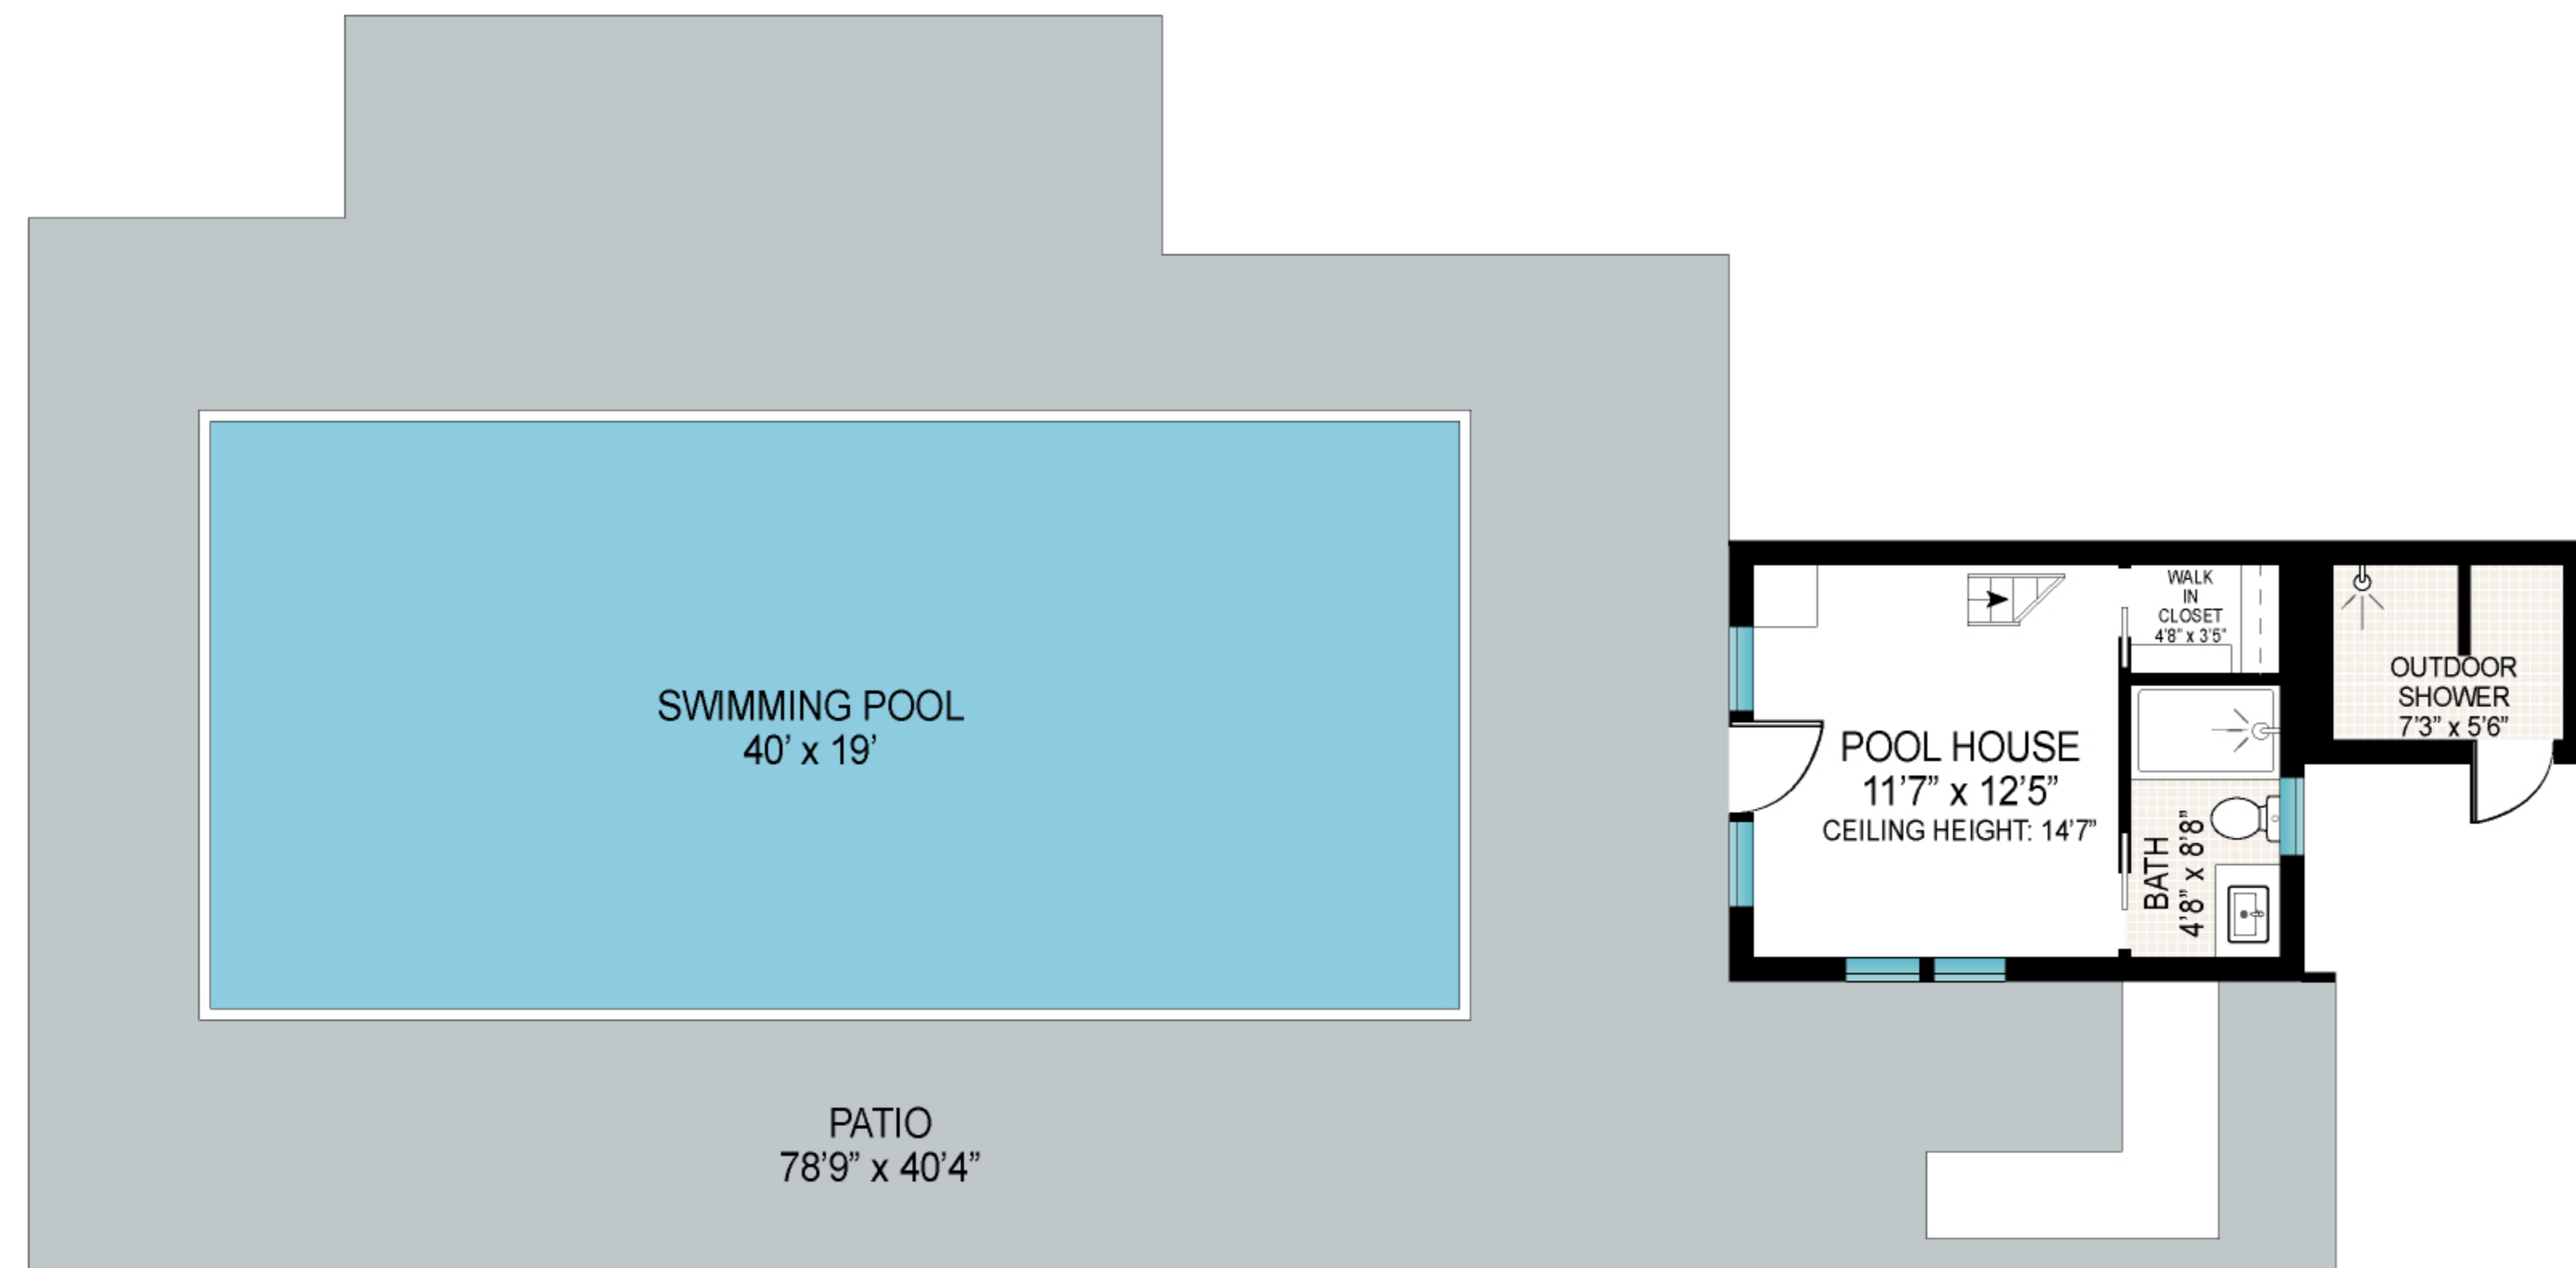 SWIMMING POOL
40’ x 19’
PATIO
78’9” x 40’4”
POOL HOUSE
11’7” x 12’5”
CEILING HEIGHT: 14’7”
WALK
IN
CLOSET
4’8” x 3’5”
BATH
4’8” x 8’8”
OUTDOOR
SHOWER
7’3” x 5’6”